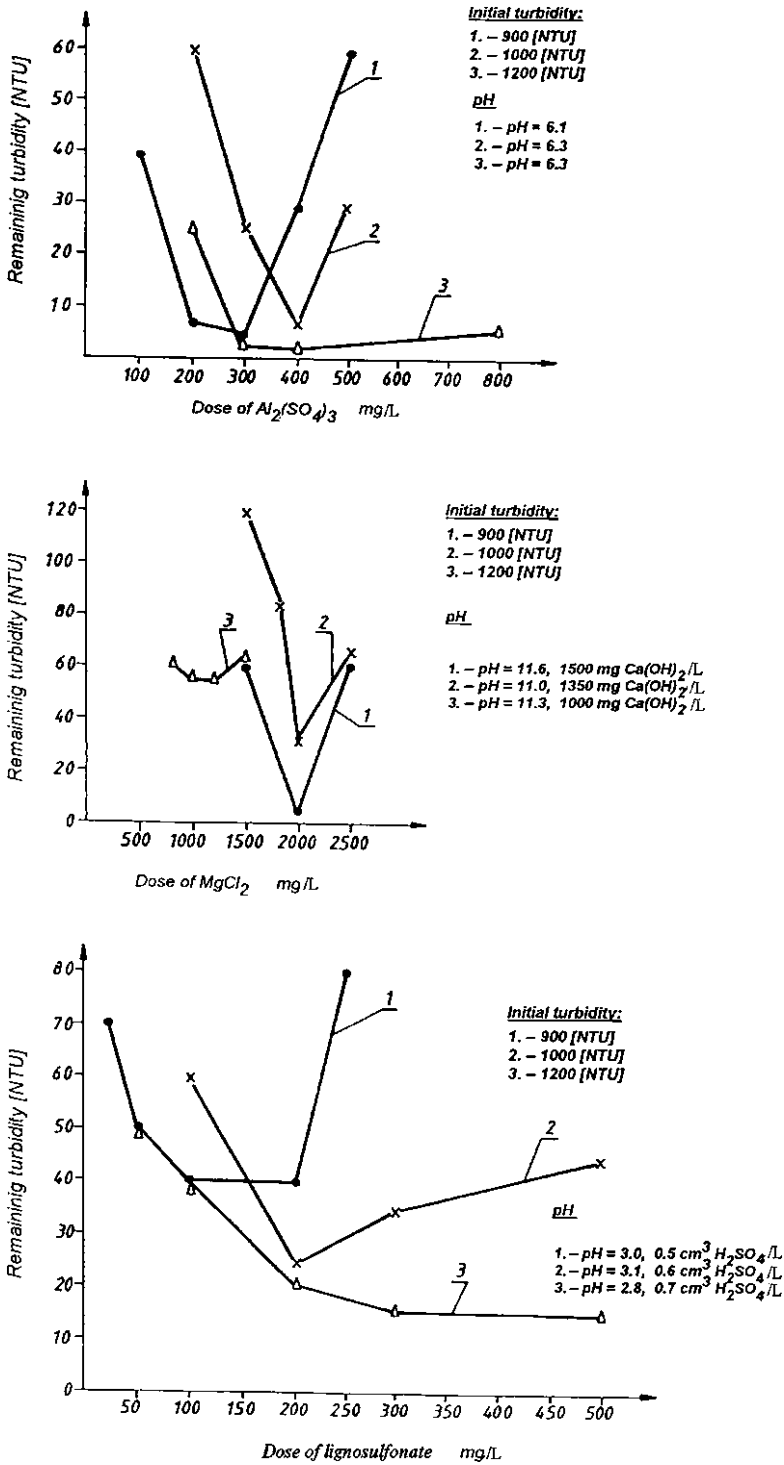 Remaininig turbidity [NTU]
60
50
40
30
20
10
100 200 300 400 500 600 700 800
1
2
3
Dose of Al2(SO4)3 mg/L
Initial turbidity:
1. – 900 [NTU]
2. – 1000 [NTU]
3. – 1200 [NTU]
pH
1. – pH = 6.1
2. – pH = 6.3
3. – pH = 6.3
Remaininig turbidity [NTU]
120
100
80
60
40
20
0
500 1000 1500 2000 2500
3
2
1
Dose of MgCl2 mg/L
Initial turbidity:
1. – 900 [NTU]
2. – 1000 [NTU]
3. – 1200 [NTU]
pH
1. – pH = 11.6, 1500 mg Ca(OH)2/L
2. – pH = 11.0, 1350 mg Ca(OH)2/L
3. – pH = 11.3, 1000 mg Ca(OH)2/L
Remaininig turbidity [NTU]
80
70
60
50
40
30
20
10
0
50 100 150 200 250 300 350 400 450 500
1
2
3
Dose of lignosulfonate mg/L
Initial turbidity:
1. – 900 [NTU]
2. – 1000 [NTU]
3. – 1200 [NTU]
pH
1. – pH = 3.0, 0.5 cm3 H2SO4/L
2. – pH = 3.1, 0.6 cm3 H2SO4/L
3. – pH = 2.8, 0.7 cm3 H2SO4/L